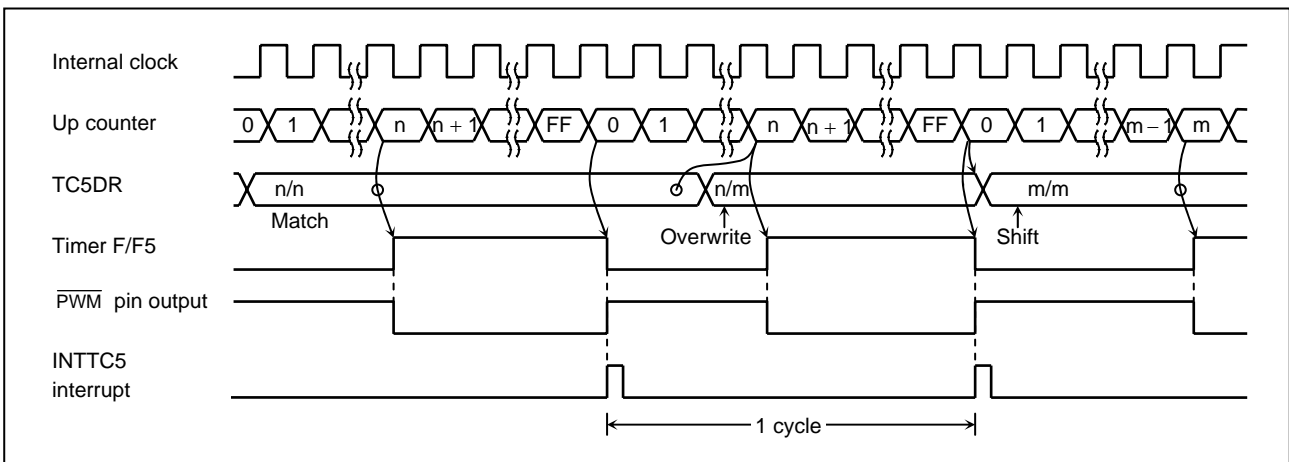 Internal clock
Up counter 0 1 n n + 1 FF 0 1 n n + 1 FF 0 1 m – 1 m
TC5DR n/n n/m m/m
Match Overwrite Shift
Timer F/F5
PWM pin output
INTTC5
interrupt
1 cycle